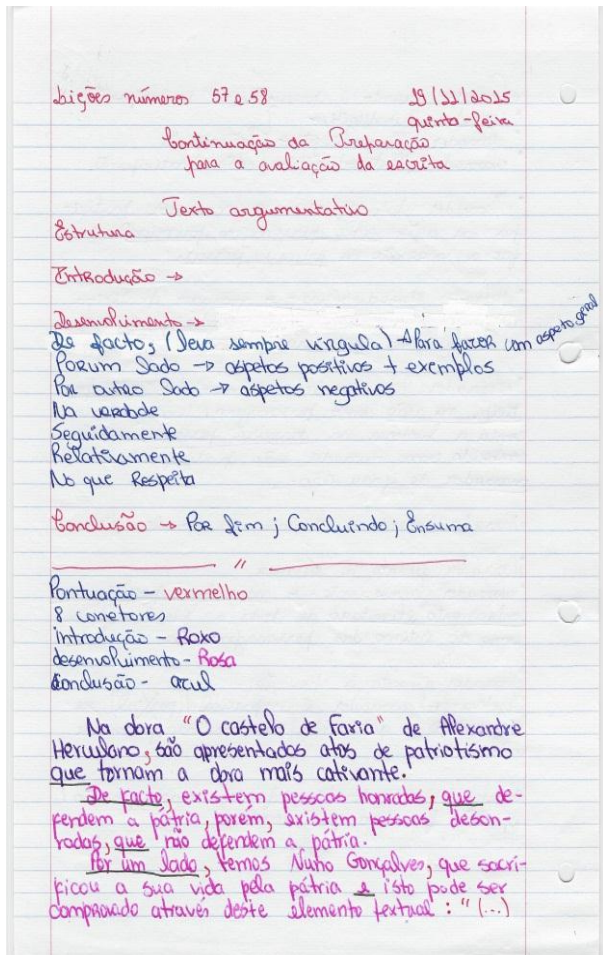 Lições números 57 e 58 19/11/2015
quinta-feira
Continuação da Preparação
para a avaliação da escrita
Texto argumentativo
Estrutura
Introdução →
Desenvolvimento →
De facto, (leva sempre vírgula) → Para fazer com aspeto geral
Por um lado → aspetos positivos + exemplos
Por outro lado → aspetos negativos
Na verdade
Seguidamente
Relativamente
No que Respeita
Conclusão → Por fim ; Concluindo ; Ensuma
//
Pontuação - vermelho
8 conetores
introdução - Roxo
desenvolvimento - Rosa
conclusão - azul
Na obra "O castelo de Faria" de Alexandre
Herculano, são apresentados atos de patriotismo
que tornam a obra mais cativante.
De facto, existem pessoas honradas, que de-
fendem a pátria, porém, existem pessoas deson-
radas, que não defendem a pátria.
Por um lado, temos Nuno Gonçalves, que sacri-
ficou a sua vida pela pátria e isto pode ser
comprovado através deste elemento textual : " (...)